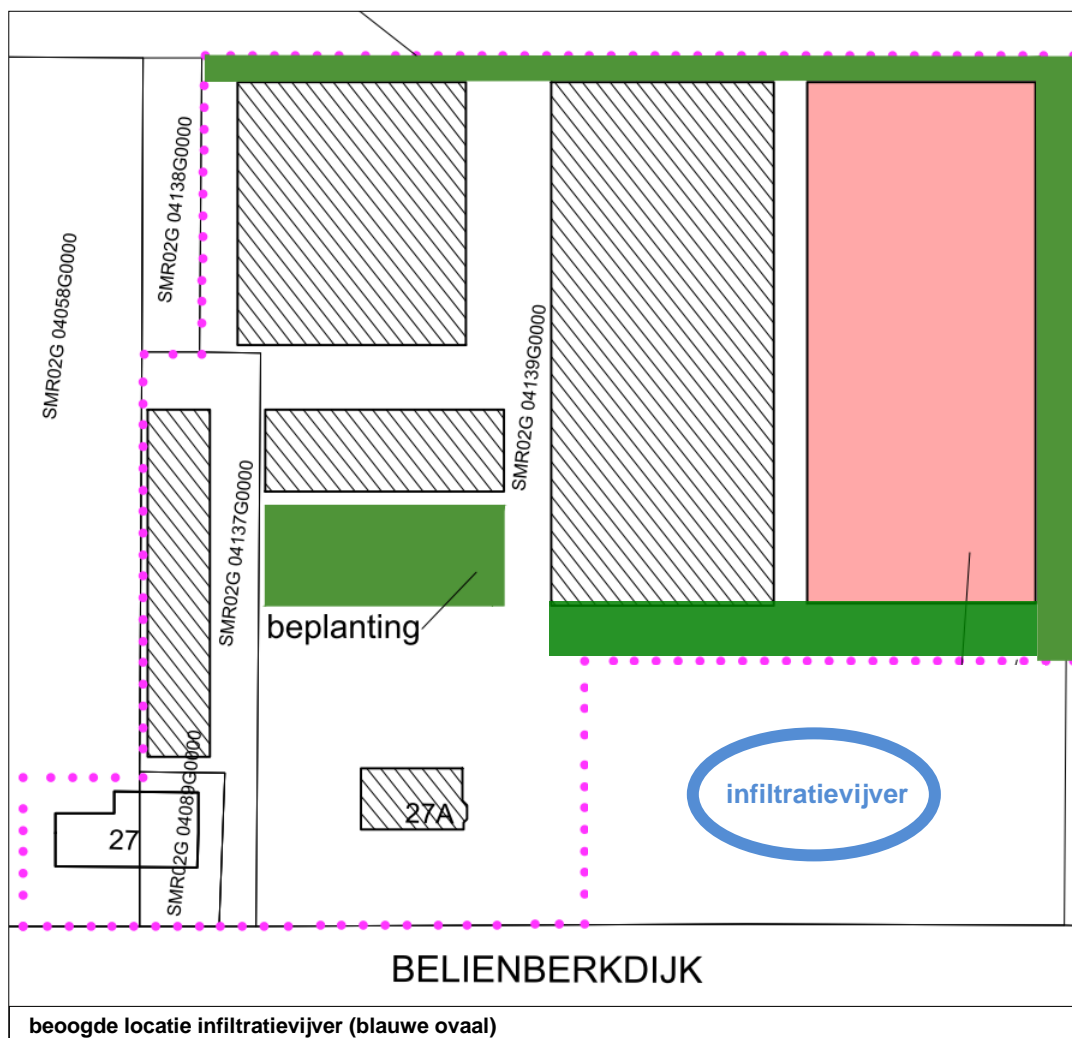 SMR02G 04138G0000
SMR02G 04058G0000
SMR02G 04139G0000
SMR02G 04137G0000
beplanting
SMR02G 04089G0000
27
27A
infiltratievijver
BELIENBERKDIJK
beoogde locatie infiltratievijver (blauwe ovaal)